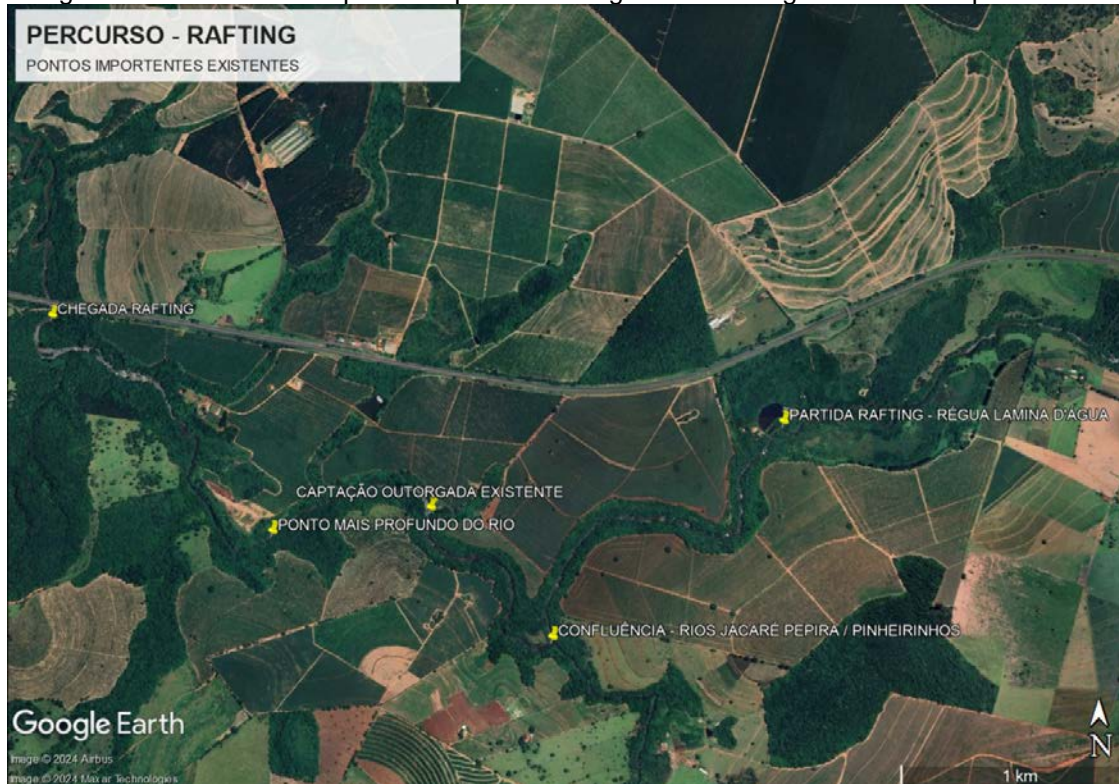 PERCURSO - RAFTING
PONTOS IMPORTENTES EXISTENTES
CHEGADA RAFTING
PARTIDA RAFTING - RÉGUA LAMINA D'AGUA
CAPTAÇÃO OUTORGADA EXISTENTE
PONTO MAIS PROFUNDO DO RIO
CONFLUÊNCIA - RIOS JACARÉ PEPIRA / PINHEIRINHOS
Google Earth
Image © 2024 Airbus
Image © 2024 Maxar Technologies
N
1 km